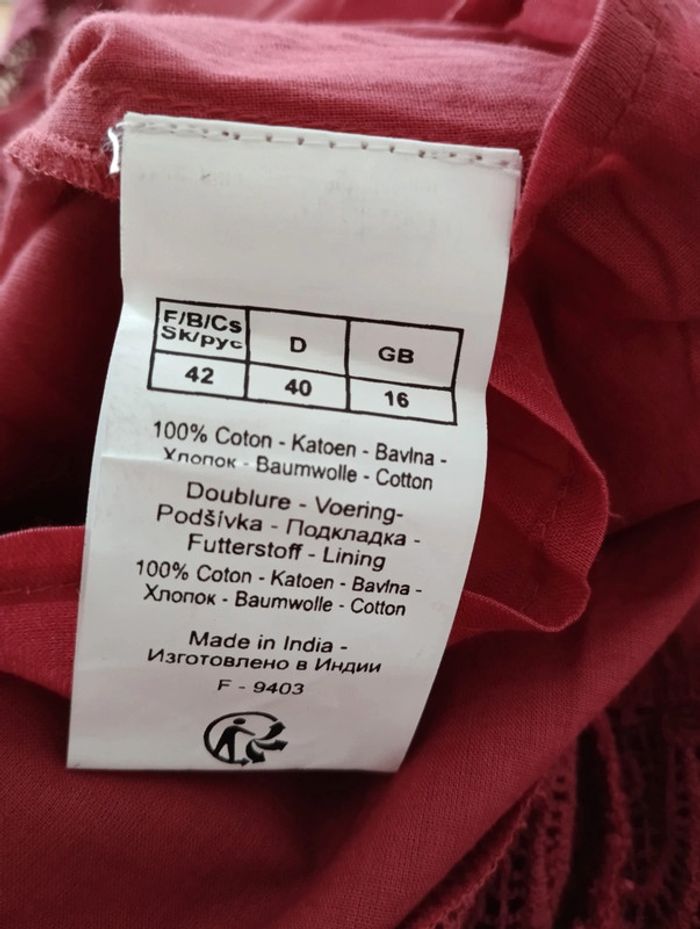 F/B/Cs D GB
Sk/рус
42 40 16
100% Coton - Katoen - Bavlna -
Хлопок - Baumwolle - Cotton
Doublure - Voering-
Podšívka - Подкладка -
Futterstoff - Lining
100% Coton - Katoen - Bavlna -
Хлопок - Baumwolle - Cotton
Made in India -
Изготовлено в Индии
F - 9403